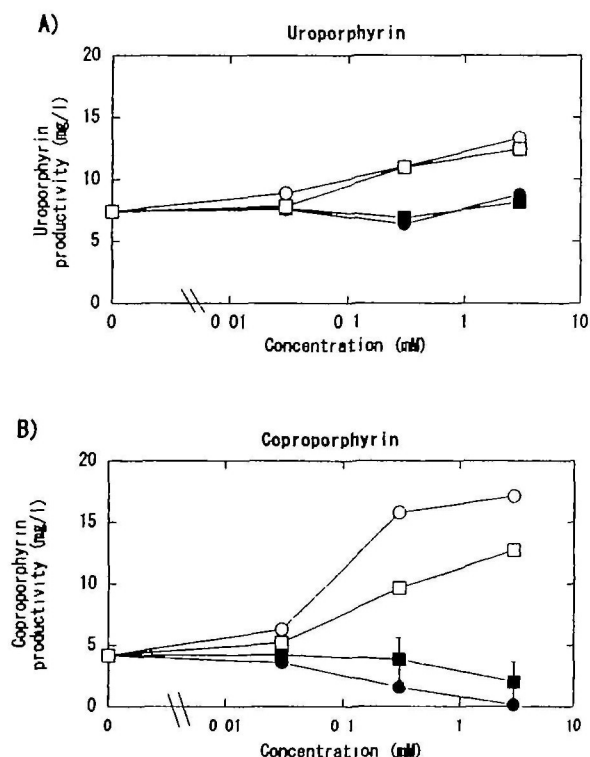 A)
Uroporphyrin
20
15
10
5
0
Uroporphyrin
productivity (mg/l)
0 0 01 0 1 1 10
Concentration (mM)
B)
Coproporphyrin
20
15
10
5
0
Coproporphyrin
productivity (mg/l)
0 0 01 0 1 1 10
Concentration (mM)